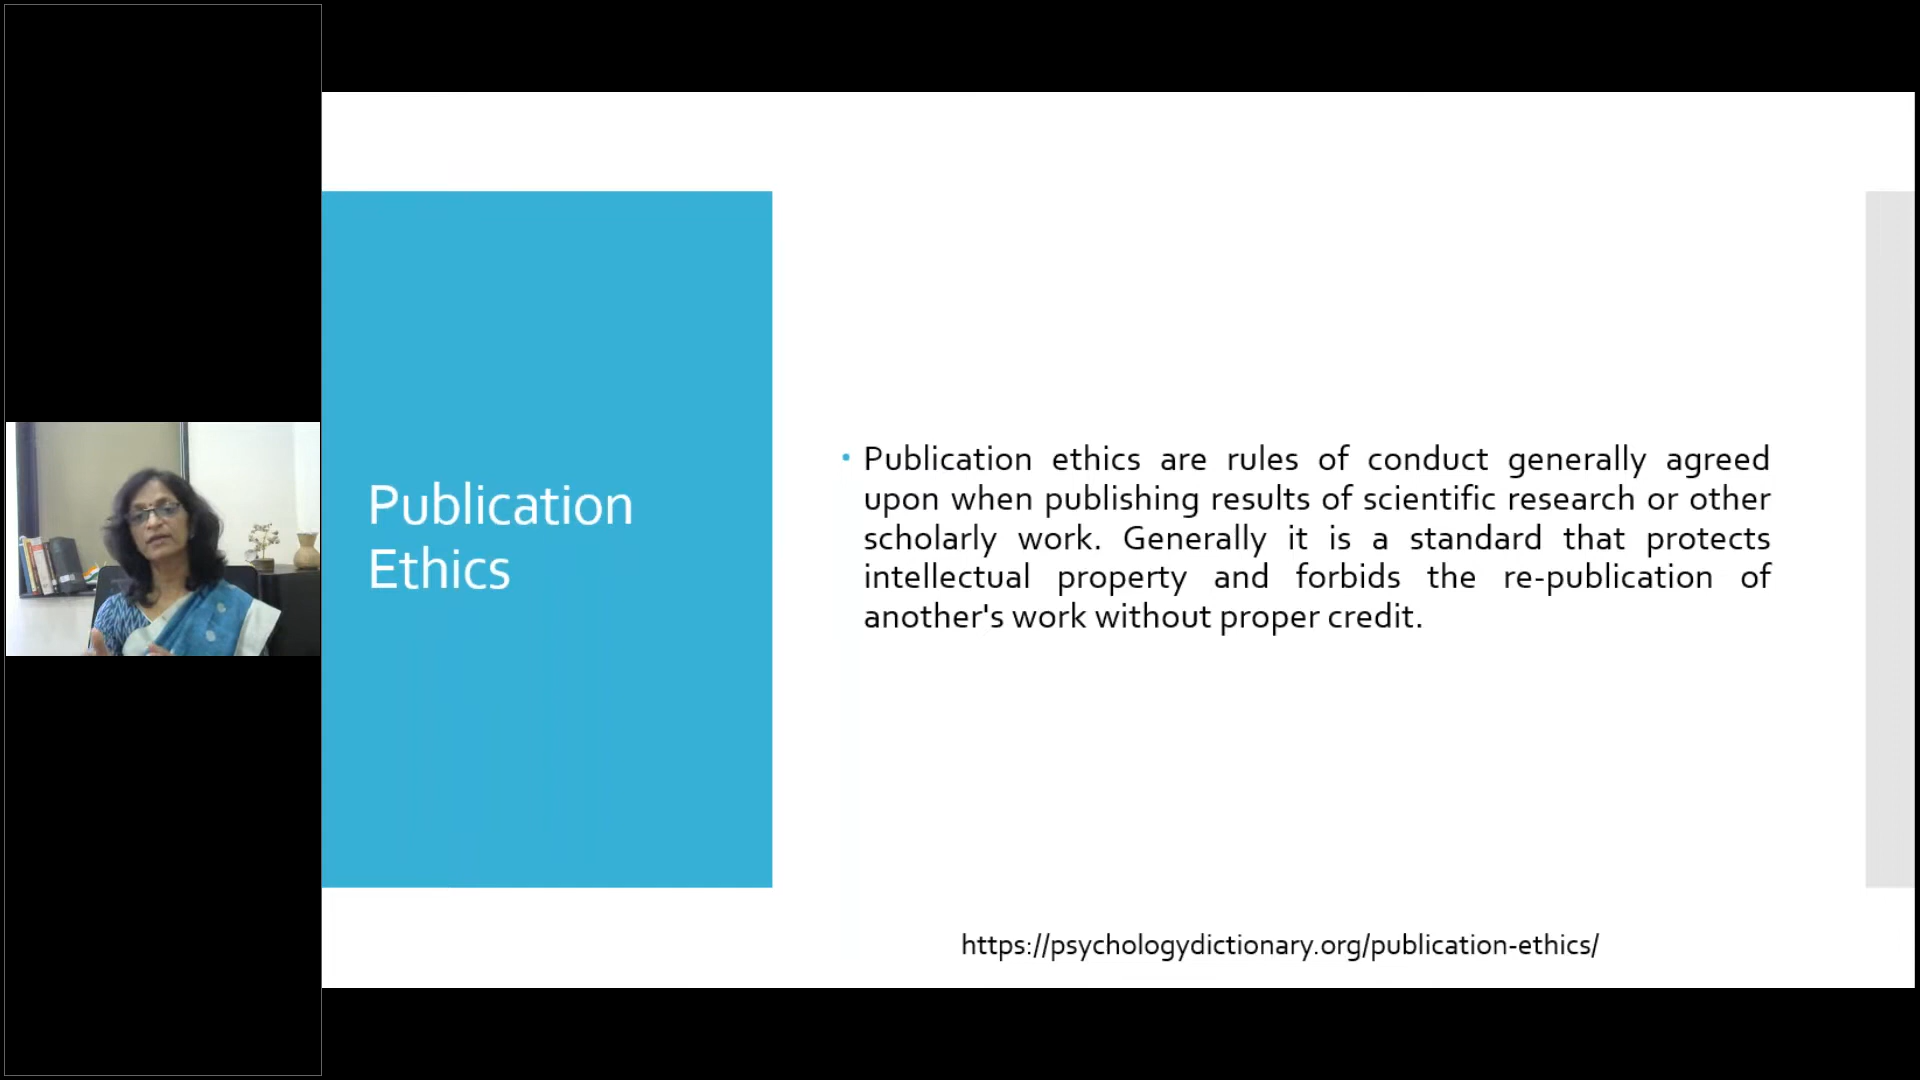 Publication
Ethics
Publication ethics are rules of conduct generally agreed
upon when publishing results of scientific research or other
scholarly work. Generally it is a standard that protects
intellectual property and forbids the re-publication of
another's work without proper credit.
https://psychologydictionary.org/publication-ethics/